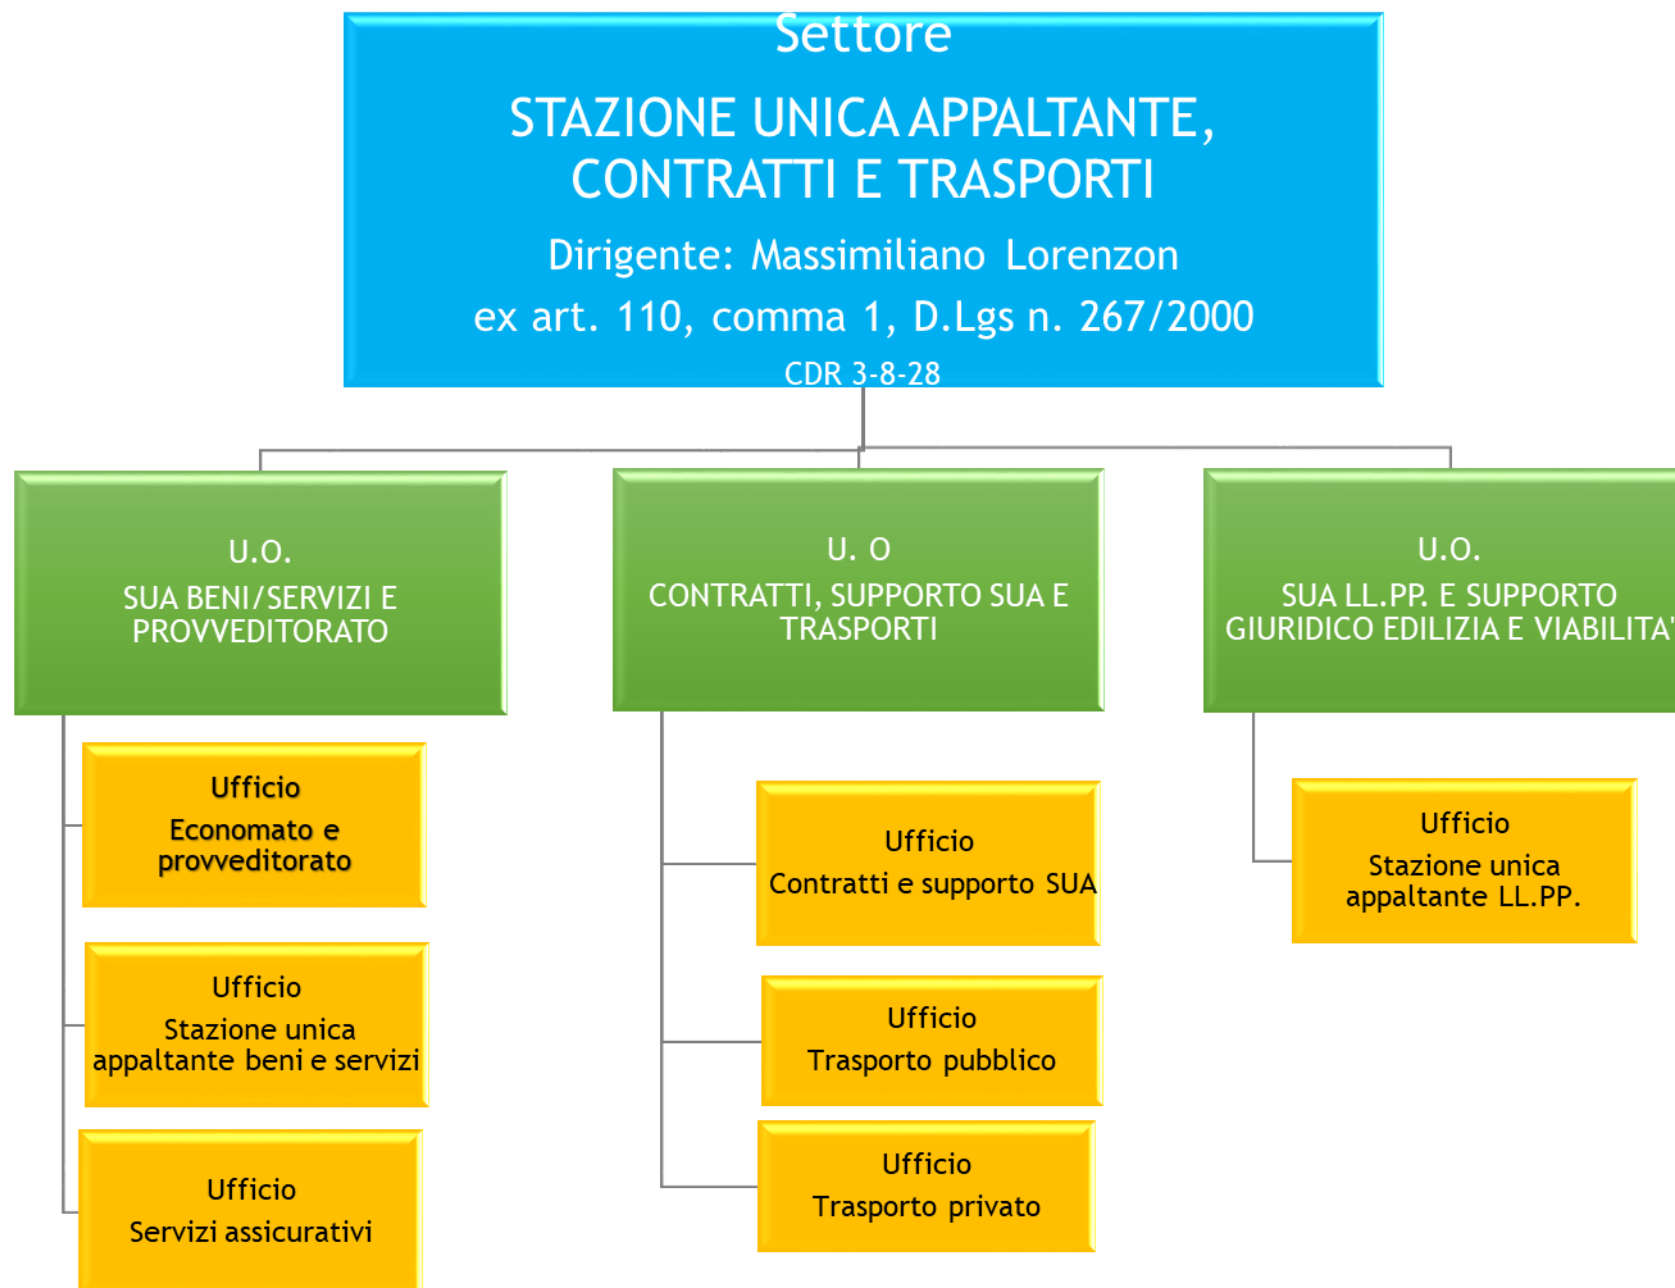 Settore
STAZIONE UNICA APPALTANTE,
CONTRATTI E TRASPORTI
Dirigente: Massimiliano Lorenzon
ex art. 110, comma 1, D.Lgs n. 267/2000
CDR 3-8-28
U.O.
SUA BENI/SERVIZI E
PROVVEDITORATO
Ufficio
Economato e
provveditorato
Ufficio
Stazione unica
appaltante beni e servizi
Ufficio
Servizi assicurativi
U. O
CONTRATTI, SUPPORTO SUA E
TRASPORTI
Ufficio
Contratti e supporto SUA
Ufficio
Trasporto pubblico
Ufficio
Trasporto privato
U.O.
SUA LL.PP. E SUPPORTO
GIURIDICO EDILIZIA E VIABILITA'
Ufficio
Stazione unica
appaltante LL.PP.